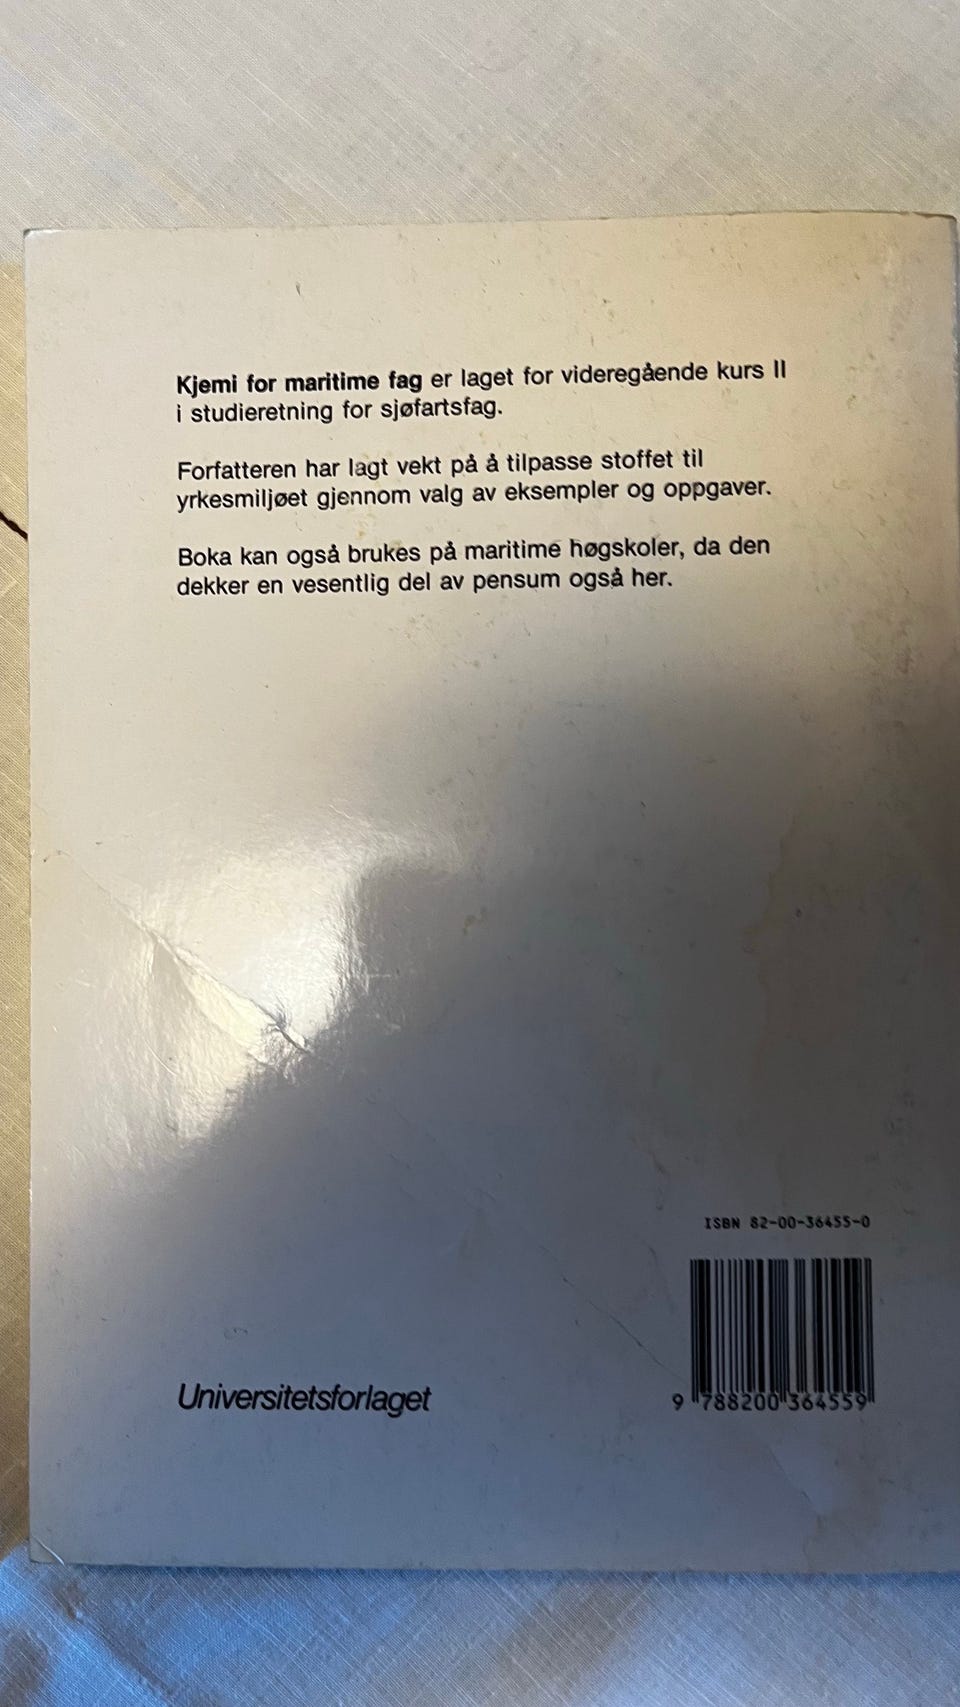 Kjemi for maritime fag er laget for videregående kurs II
i studieretning for sjøfartsfag.
Forfatteren har lagt vekt på å tilpasse stoffet til
yrkesmiljøet gjennom valg av eksempler og oppgaver.
Boka kan også brukes på maritime høgskoler, da den
dekker en vesentlig del av pensum også her.
ISBN 82-00-36455-0
Universitetsforlaget
9 788200 364559